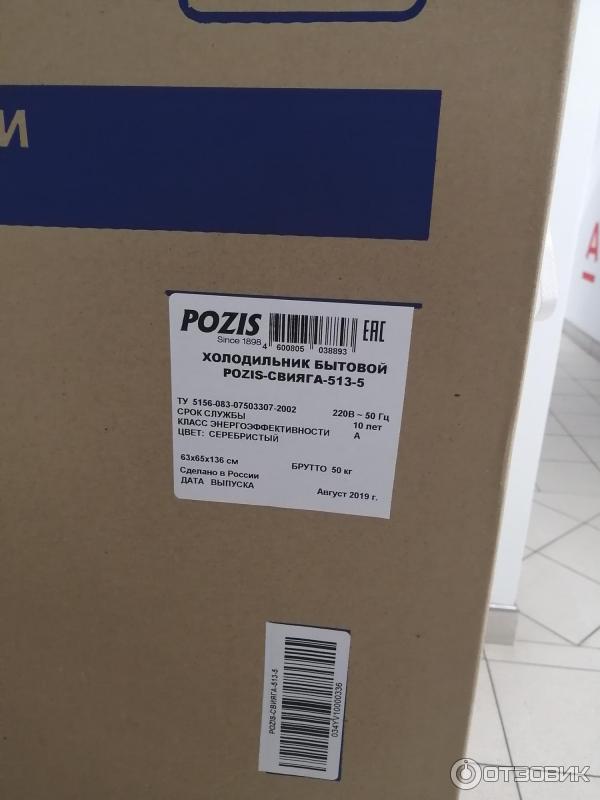 И
POZIS
Since 1898
4 600805 038893
ЕАС
ХОЛОДИЛЬНИК БЫТОВОЙ
POZIS-СВИЯГА-513-5
ТУ 5156-083-07503307-2002 220В ~ 50 Гц
СРОК СЛУЖБЫ 10 лет
КЛАСС ЭНЕРГОЭФФЕКТИВНОСТИ А
ЦВЕТ: СЕРЕБРИСТЫЙ
63х65х136 см БРУТТО 50 кг
Сделано в России
ДАТА ВЫПУСКА Август 2019 г.
POZIS-СВИЯГА-513-5
034YV10000336
ОТЗОВИК